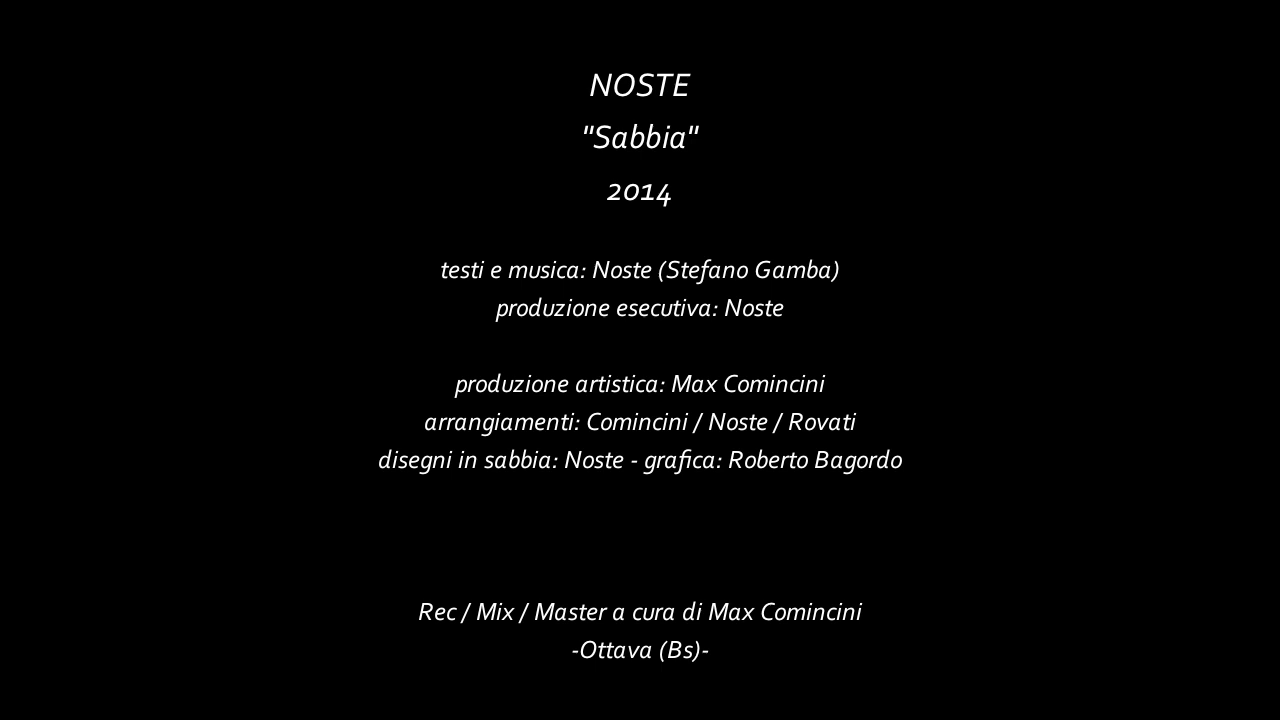 NOSTE
"Sabbia"
2014
testi e musica: Noste (Stefano Gamba)
produzione esecutiva: Noste
produzione artistica: Max Comincini
arrangiamenti: Comincini / Noste / Rovati
disegni in sabbia: Noste - grafica: Roberto Bagordo
Rec / Mix / Master a cura di Max Comincini
-Ottava (Bs)-